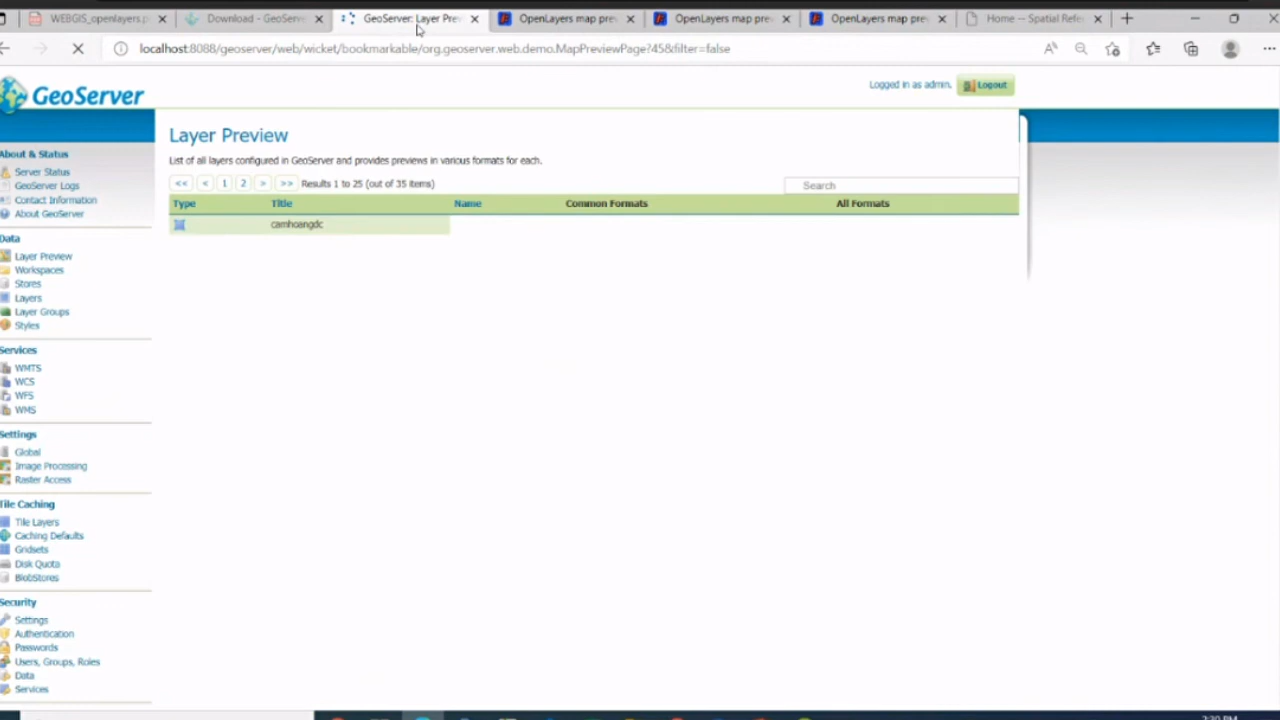 WEBGIS_openlayers.p
Download - GeoServe
GeoServer: Layer Prev
OpenLayers map prev
OpenLayers map prev
OpenLayers map prev
Home -- Spatial Refe
localhost:8088/geoserver/web/wicket/bookmarkable/org.geoserver.web.demo.MapPreviewPage?45&filter=false
GeoServer
Logged in as admin.
Logout
About & Status
Server Status
GeoServer Logs
Contact Information
About GeoServer
Data
Layer Preview
Workspaces
Stores
Layers
Layer Groups
Styles
Services
WMTS
WCS
WFS
WMS
Settings
Global
Image Processing
Raster Access
Tile Caching
Tile Layers
Caching Defaults
Gridsets
Disk Quota
BlobStores
Security
Settings
Authentication
Passwords
Users, Groups, Roles
Data
Services
Layer Preview
List of all layers configured in GeoServer and provides previews in various formats for each.
<< < 1 2 > >> Results 1 to 25 (out of 35 items)
Search
Type Title Name Common Formats All Formats
camhoangdc